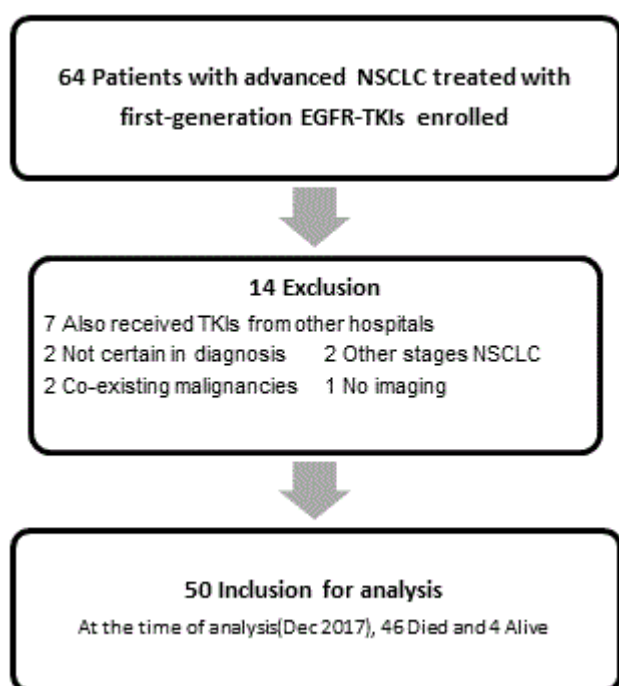 64 Patients with advanced NSCLC treated with
first-generation EGFR-TKIs enrolled
14 Exclusion
7 Also received TKIs from other hospitals
2 Not certain in diagnosis 2 Other stages NSCLC
2 Co-existing malignancies 1 No imaging
50 Inclusion for analysis
At the time of analysis(Dec 2017), 46 Died and 4 Alive